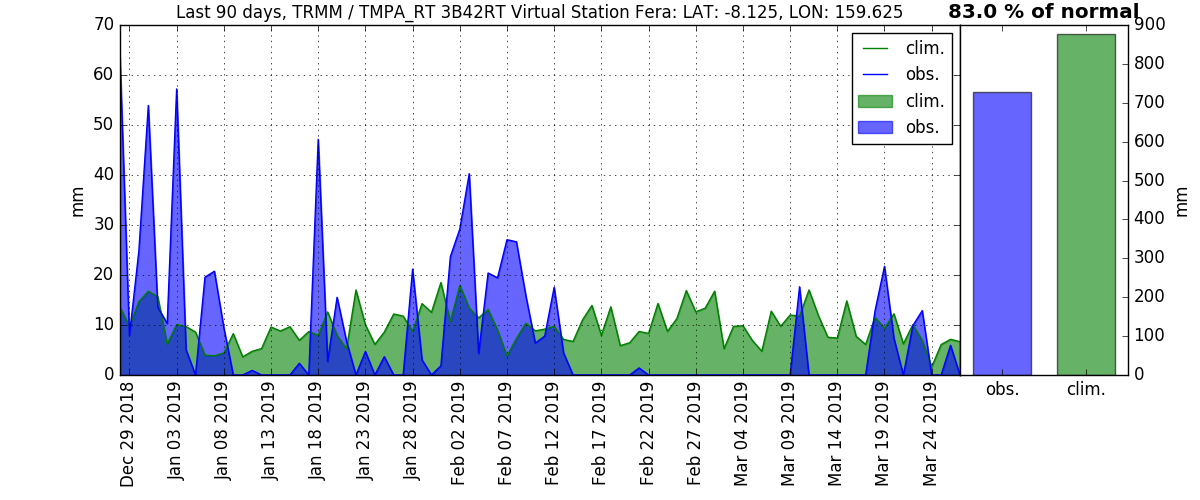 Last 90 days, TRMM / TMPA_RT 3B42RT Virtual Station Fera: LAT: -8.125, LON: 159.625
83.0 % of normal
70
60
50
40
30
20
10
0
mm
clim.
obs.
clim.
obs.
900
800
700
600
500
400
300
200
100
0
mm
obs.
clim.
Dec 29 2018
Jan 03 2019
Jan 08 2019
Jan 13 2019
Jan 18 2019
Jan 23 2019
Jan 28 2019
Feb 02 2019
Feb 07 2019
Feb 12 2019
Feb 17 2019
Feb 22 2019
Feb 27 2019
Mar 04 2019
Mar 09 2019
Mar 14 2019
Mar 19 2019
Mar 24 2019